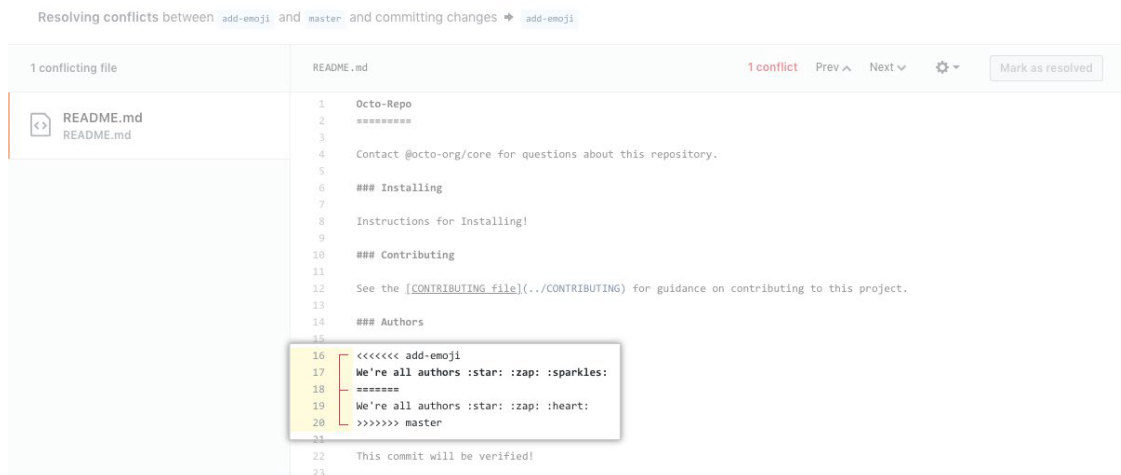 Resolving conflicts between add-emoji and master and committing changes → add-emoji
1 conflicting file
README.md
1 conflict Prev Next
Mark as resolved
README.md
README.md
1 Octo-Repo
2 =========
3
4 Contact @octo-org/core for questions about this repository.
5
6 ### Installing
7
8 Instructions for Installing!
9
10 ### Contributing
11
12 See the [CONTRIBUTING file](../CONTRIBUTING) for guidance on contributing to this project.
13
14 ### Authors
15
16 <<<<<<< add-emoji
17 We're all authors :star: :zap: :sparkles:
18 =======
19 We're all authors :star: :zap: :heart:
20 >>>>>>> master
21
22 This commit will be verified!
23